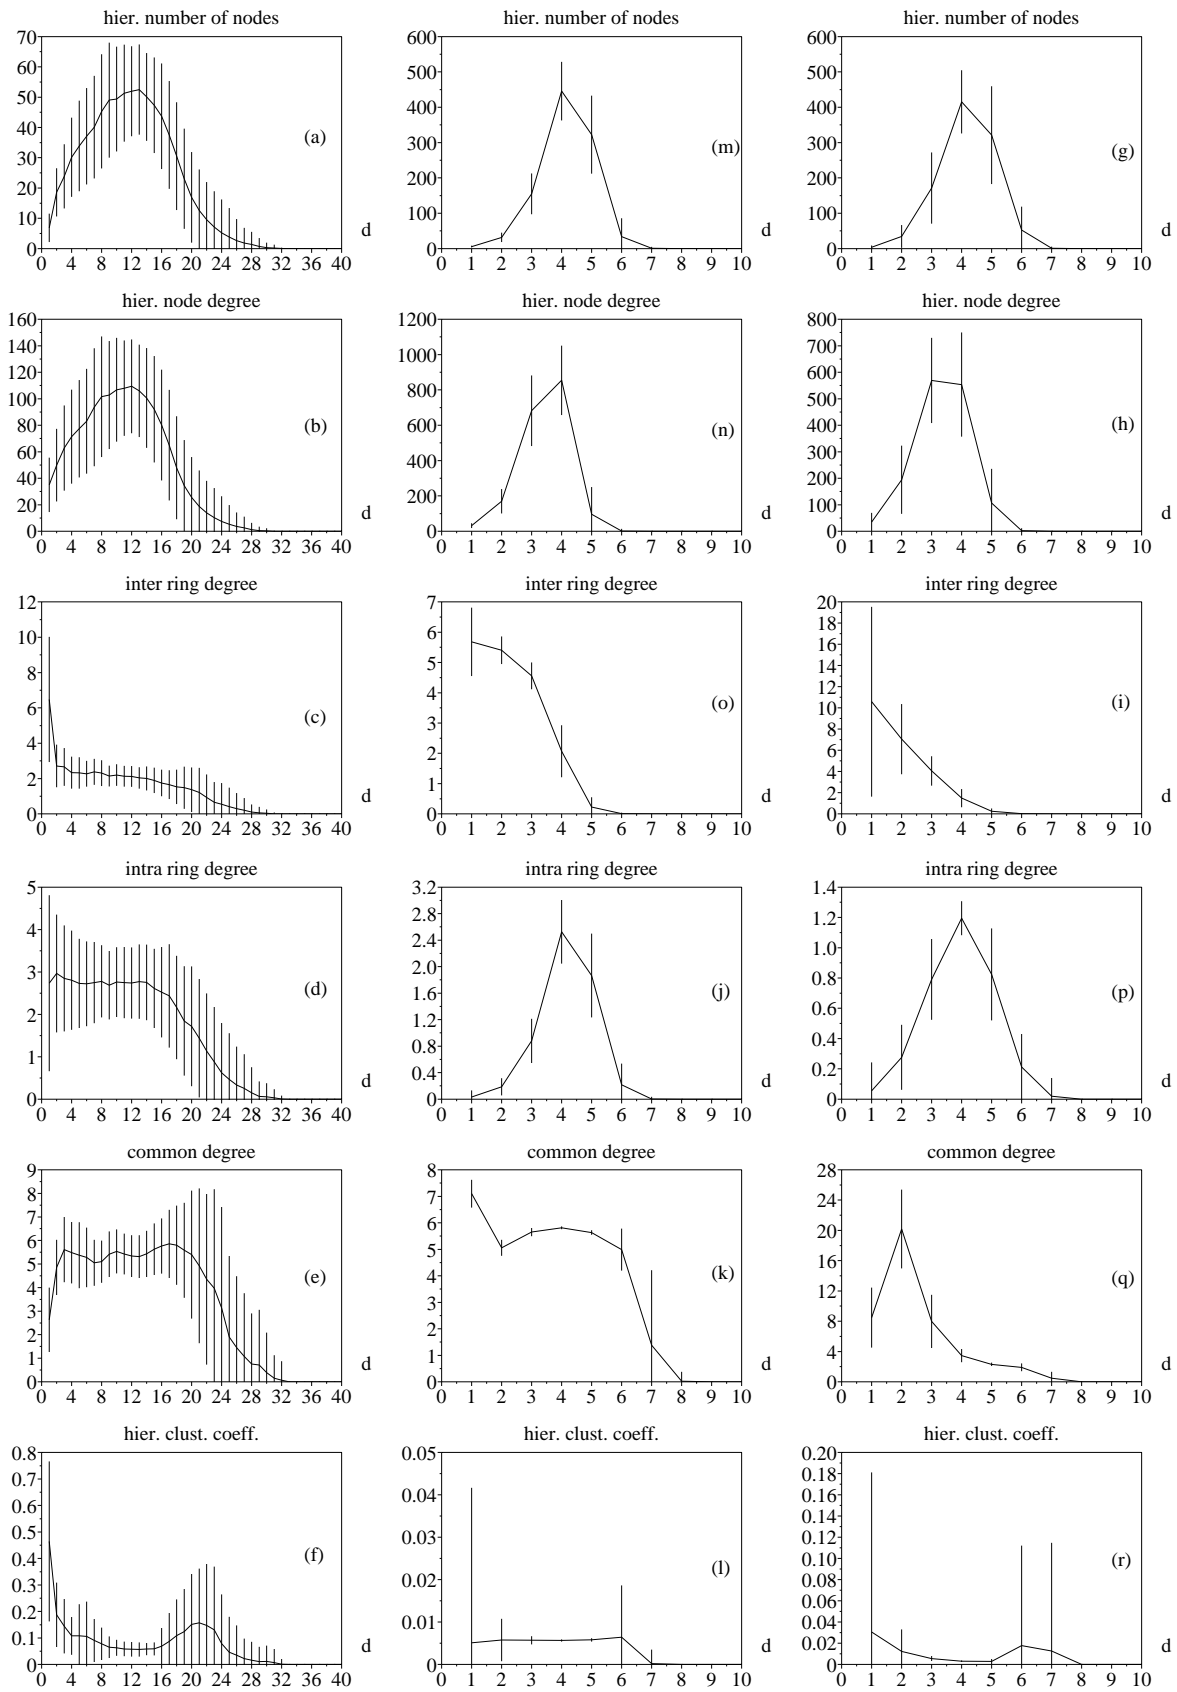 hier. number of nodes
70
60
50
40
30
20
10
0
(a)
d
0 4 8 12 16 20 24 28 32 36 40
hier. number of nodes
600
500
400
300
200
100
0
(m)
d
0 1 2 3 4 5 6 7 8 9 10
hier. number of nodes
600
500
400
300
200
100
0
(g)
d
0 1 2 3 4 5 6 7 8 9 10
hier. node degree
160
140
120
100
80
60
40
20
0
(b)
d
0 4 8 12 16 20 24 28 32 36 40
hier. node degree
1200
1000
800
600
400
200
0
(n)
d
0 1 2 3 4 5 6 7 8 9 10
hier. node degree
800
700
600
500
400
300
200
100
0
(h)
d
0 1 2 3 4 5 6 7 8 9 10
inter ring degree
12
10
8
6
4
2
0
(c)
d
0 4 8 12 16 20 24 28 32 36 40
inter ring degree
7
6
5
4
3
2
1
0
(o)
d
0 1 2 3 4 5 6 7 8 9 10
inter ring degree
20
18
16
14
12
10
8
6
4
2
0
(i)
d
0 1 2 3 4 5 6 7 8 9 10
intra ring degree
5
4
3
2
1
0
(d)
d
0 4 8 12 16 20 24 28 32 36 40
intra ring degree
3.2
2.8
2.4
2.0
1.6
1.2
0.8
0.4
0
(j)
d
0 1 2 3 4 5 6 7 8 9 10
intra ring degree
1.4
1.2
1.0
0.8
0.6
0.4
0.2
0
(p)
d
0 1 2 3 4 5 6 7 8 9 10
common degree
9
8
7
6
5
4
3
2
1
0
(e)
d
0 4 8 12 16 20 24 28 32 36 40
common degree
8
7
6
5
4
3
2
1
0
(k)
d
0 1 2 3 4 5 6 7 8 9 10
common degree
28
24
20
16
12
8
4
0
(q)
d
0 1 2 3 4 5 6 7 8 9 10
hier. clust. coeff.
0.8
0.7
0.6
0.5
0.4
0.3
0.2
0.1
0
(f)
d
0 4 8 12 16 20 24 28 32 36 40
hier. clust. coeff.
0.05
0.04
0.03
0.02
0.01
0
(l)
d
0 1 2 3 4 5 6 7 8 9 10
hier. clust. coeff.
0.20
0.18
0.16
0.14
0.12
0.10
0.08
0.06
0.04
0.02
0
(r)
d
0 1 2 3 4 5 6 7 8 9 10